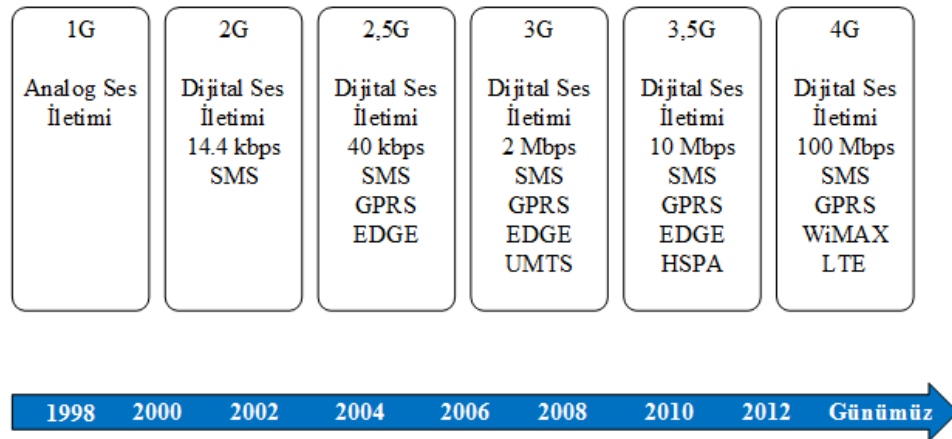 1G
Analog Ses
İletimi
2G
Dijital Ses
İletimi
14.4 kbps
SMS
2,5G
Dijital Ses
İletimi
40 kbps
SMS
GPRS
EDGE
3G
Dijital Ses
İletimi
2 Mbps
SMS
GPRS
EDGE
UMTS
3,5G
Dijital Ses
İletimi
10 Mbps
SMS
GPRS
EDGE
HSPA
4G
Dijital Ses
İletimi
100 Mbps
SMS
GPRS
WiMAX
LTE
1998 2000 2002 2004 2006 2008 2010 2012 Günümüz